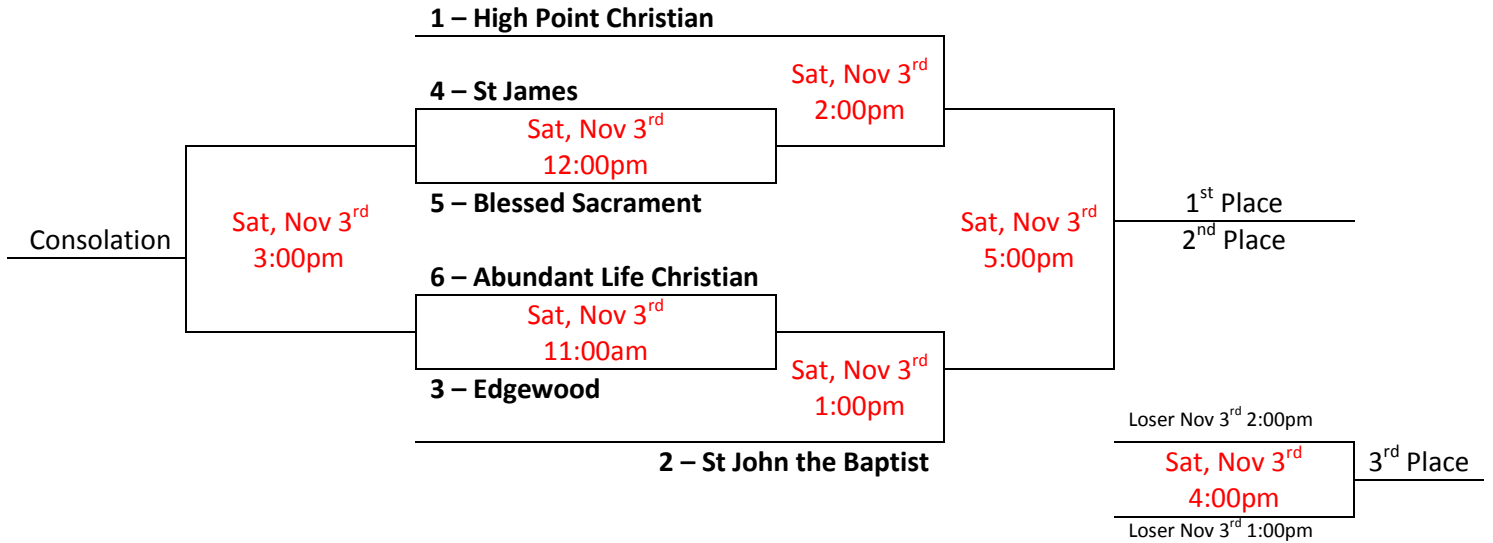 1 – High Point Christian
Sat, Nov 3rd
2:00pm
4 – St James
Sat, Nov 3rd
12:00pm
5 – Blessed Sacrament
Consolation
Sat, Nov 3rd
3:00pm
Sat, Nov 3rd
5:00pm
1st Place
2nd Place
6 – Abundant Life Christian
Sat, Nov 3rd
11:00am
3 – Edgewood
Sat, Nov 3rd
1:00pm
2 – St John the Baptist
Loser Nov 3rd 2:00pm
Sat, Nov 3rd
4:00pm
3rd Place
Loser Nov 3rd 1:00pm